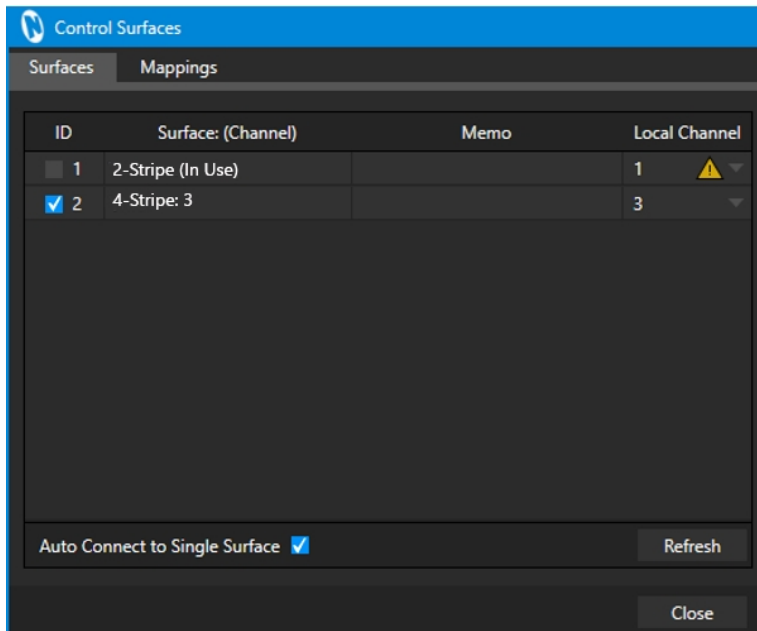 Control Surfaces
Surfaces Mappings
ID Surface: (Channel) Memo Local Channel
1 2-Stripe (In Use) 1
2 4-Stripe: 3 3
Auto Connect to Single Surface Refresh
Close